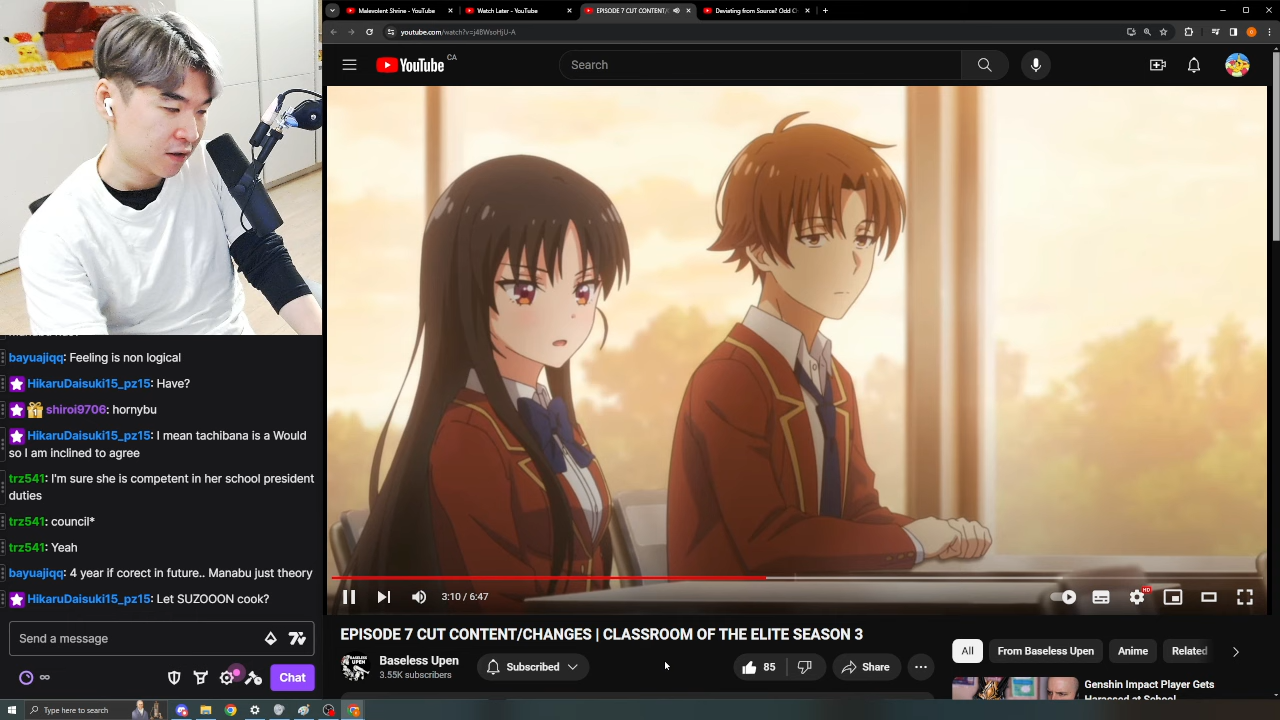 Malevolent Shrine - YouTube
Watch Later - YouTube
EPISODE 7 CUT CONTENT/
Deviating from Source? Odd C
youtube.com/watch?v=j48WsoHjU-A
YouTube CA
Search
bayuajiqq: Feeling is non logical
HikaruDaisuki15_pz15: Have?
shiroi9706: hornybu
HikaruDaisuki15_pz15: I mean tachibana is a Would
so I am inclined to agree
trz541: I'm sure she is competent in her school president
duties
trz541: council*
trz541: Yeah
bayuajiqq: 4 year if corect in future.. Manabu just theory
HikaruDaisuki15_pz15: Let SUZOOON cook?
Send a message
Chat
3:10 / 6:47
HD
EPISODE 7 CUT CONTENT/CHANGES | CLASSROOM OF THE ELITE SEASON 3
BASELESS
UPEN
Baseless Upen
3.55K subscribers
Subscribed
85
Share
All
From Baseless Upen
Anime
Related
Genshin Impact Player Gets
Harassed at School
Type here to search